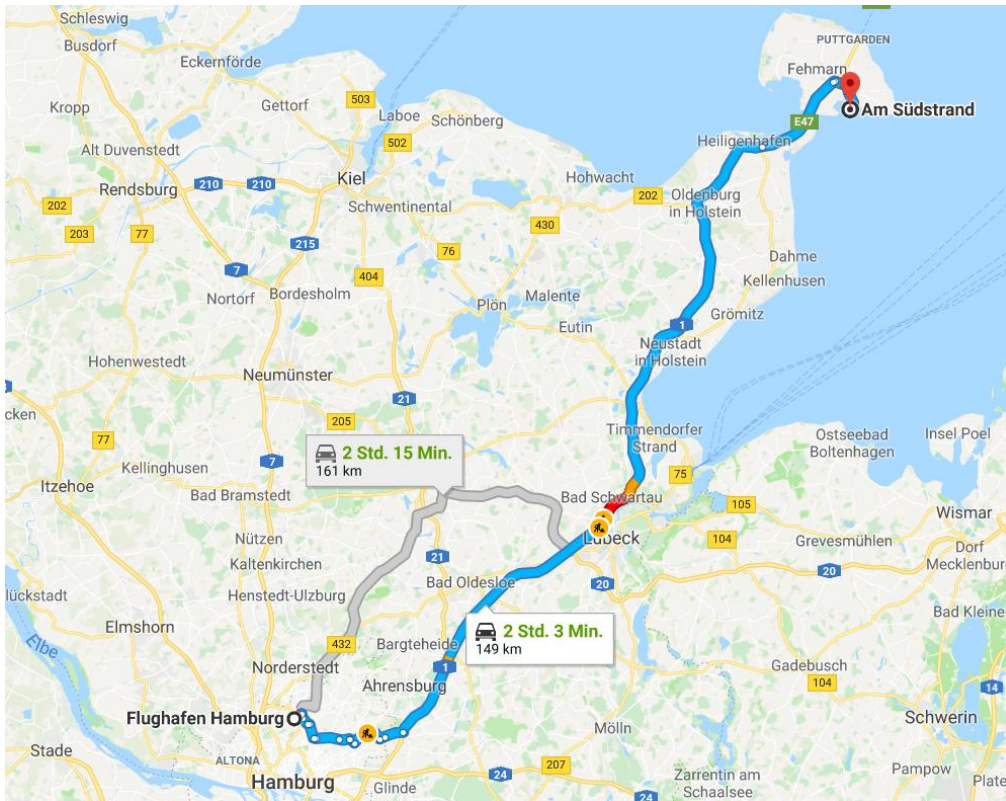 Schleswig
Busdorf
Eckernförde
PUTTGARDEN
Fehmarn
Kropp
Gettorf
503
Laboe
Schönberg
Am Südstrand
E47
Alt Duvenstedt
502
Heiligenhafen
Rendsburg
210
210
Kiel
Hohwacht
202
Oldenburg
in Holstein
202
77
Schwentinental
203
215
430
76
7
404
Dahme
Kellenhusen
Nortorf
Bordesholm
Plön
Malente
Grömitz
Eutin
1
Neustadt
in Holstein
Hohenwestedt
Neumünster
21
205
cken
77
Timmendorfer
Strand
Ostseebad
Boltenhagen
Insel Poel
2 Std. 15 Min.
161 km
7
Kellinghusen
75
Itzehoe
Bad Bramstedt
Bad Schwartau
105
Wismar
Nützen
Lübeck
104
Grevesmühlen
21
Dorf
Mecklenburg
Kaltenkirchen
20
20
Bad Oldesloe
lückstadt
Henstedt-Ulzburg
Bad Kleine
Elmshorn
2 Std. 3 Min.
149 km
432
Bargteheide
Elbe
Norderstedt
1
Gadebusch
Ahrensburg
104
14
Flughafen Hamburg
Schwerin
Mölln
Stade
ALTONA
24
207
Pampow
Hamburg
Glinde
Zarrentin am
Schaalsee
24
Plate